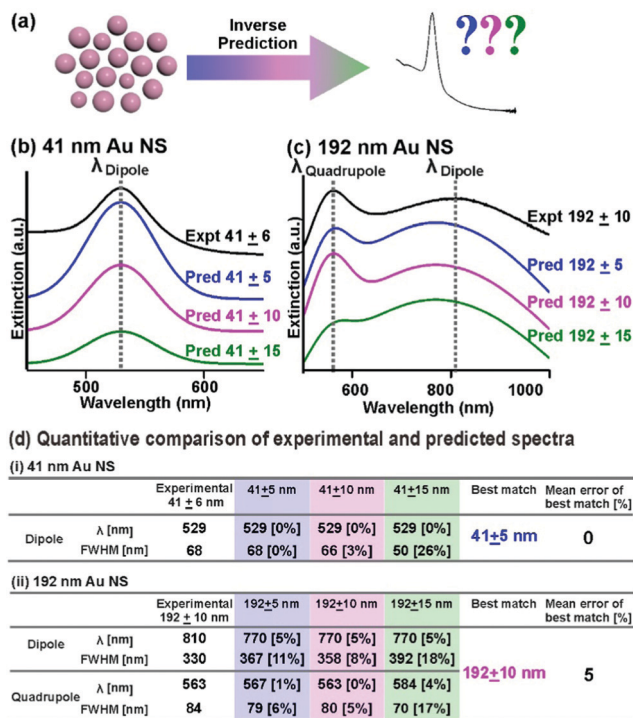 (a)
Inverse
Prediction
???
(b) 41 nm Au NS
λ Dipole
Extinction (a.u.)
Expt 41 ± 6
Pred 41 ± 5
Pred 41 ± 10
Pred 41 ± 15
500 600
Wavelength (nm)
(c) 192 nm Au NS
λ Quadrupole λ Dipole
Extinction (a.u.)
Expt 192 ± 10
Pred 192 ± 5
Pred 192 ± 10
Pred 192 ± 15
600 800 1000
Wavelength (nm)
(d) Quantitative comparison of experimental and predicted spectra
(i) 41 nm Au NS
Experimental 41±5 nm 41±10 nm 41±15 nm Best match Mean error of
41 ± 6 nm best match [%]
Dipole λ [nm] 529 529 [0%] 529 [0%] 529 [0%] 41±5 nm 0
FWHM [nm] 68 68 [0%] 66 [3%] 50 [26%]
(ii) 192 nm Au NS
Experimental 192±5 nm 192±10 nm 192±15 nm Best match Mean error of
192 ± 10 nm best match [%]
Dipole λ [nm] 810 770 [5%] 770 [5%] 770 [5%]
FWHM [nm] 330 367 [11%] 358 [8%] 392 [18%]
192±10 nm 5
Quadrupole λ [nm] 563 567 [1%] 563 [0%] 584 [4%]
FWHM [nm] 84 79 [6%] 80 [5%] 70 [17%]